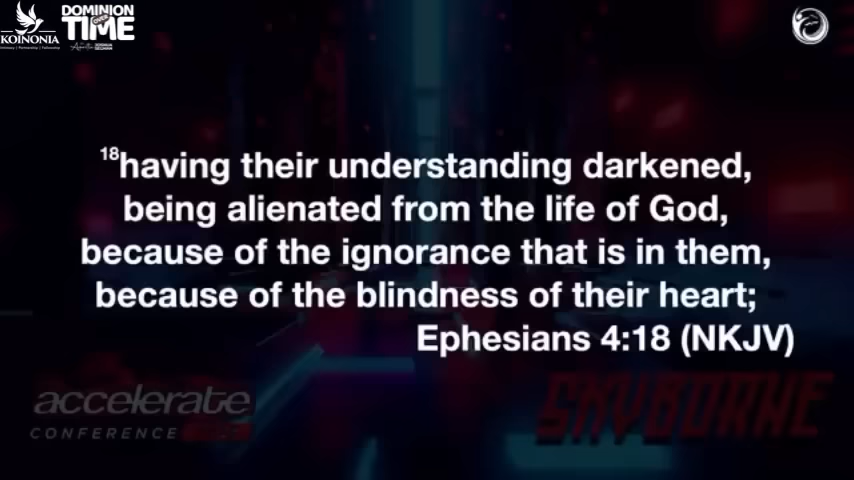 KOINONIA
DOMINION
OVER
TIME
18having their understanding darkened,
being alienated from the life of God,
because of the ignorance that is in them,
because of the blindness of their heart;
Ephesians 4:18 (NKJV)
accelerate
CONFERENCE
SKYBORNE